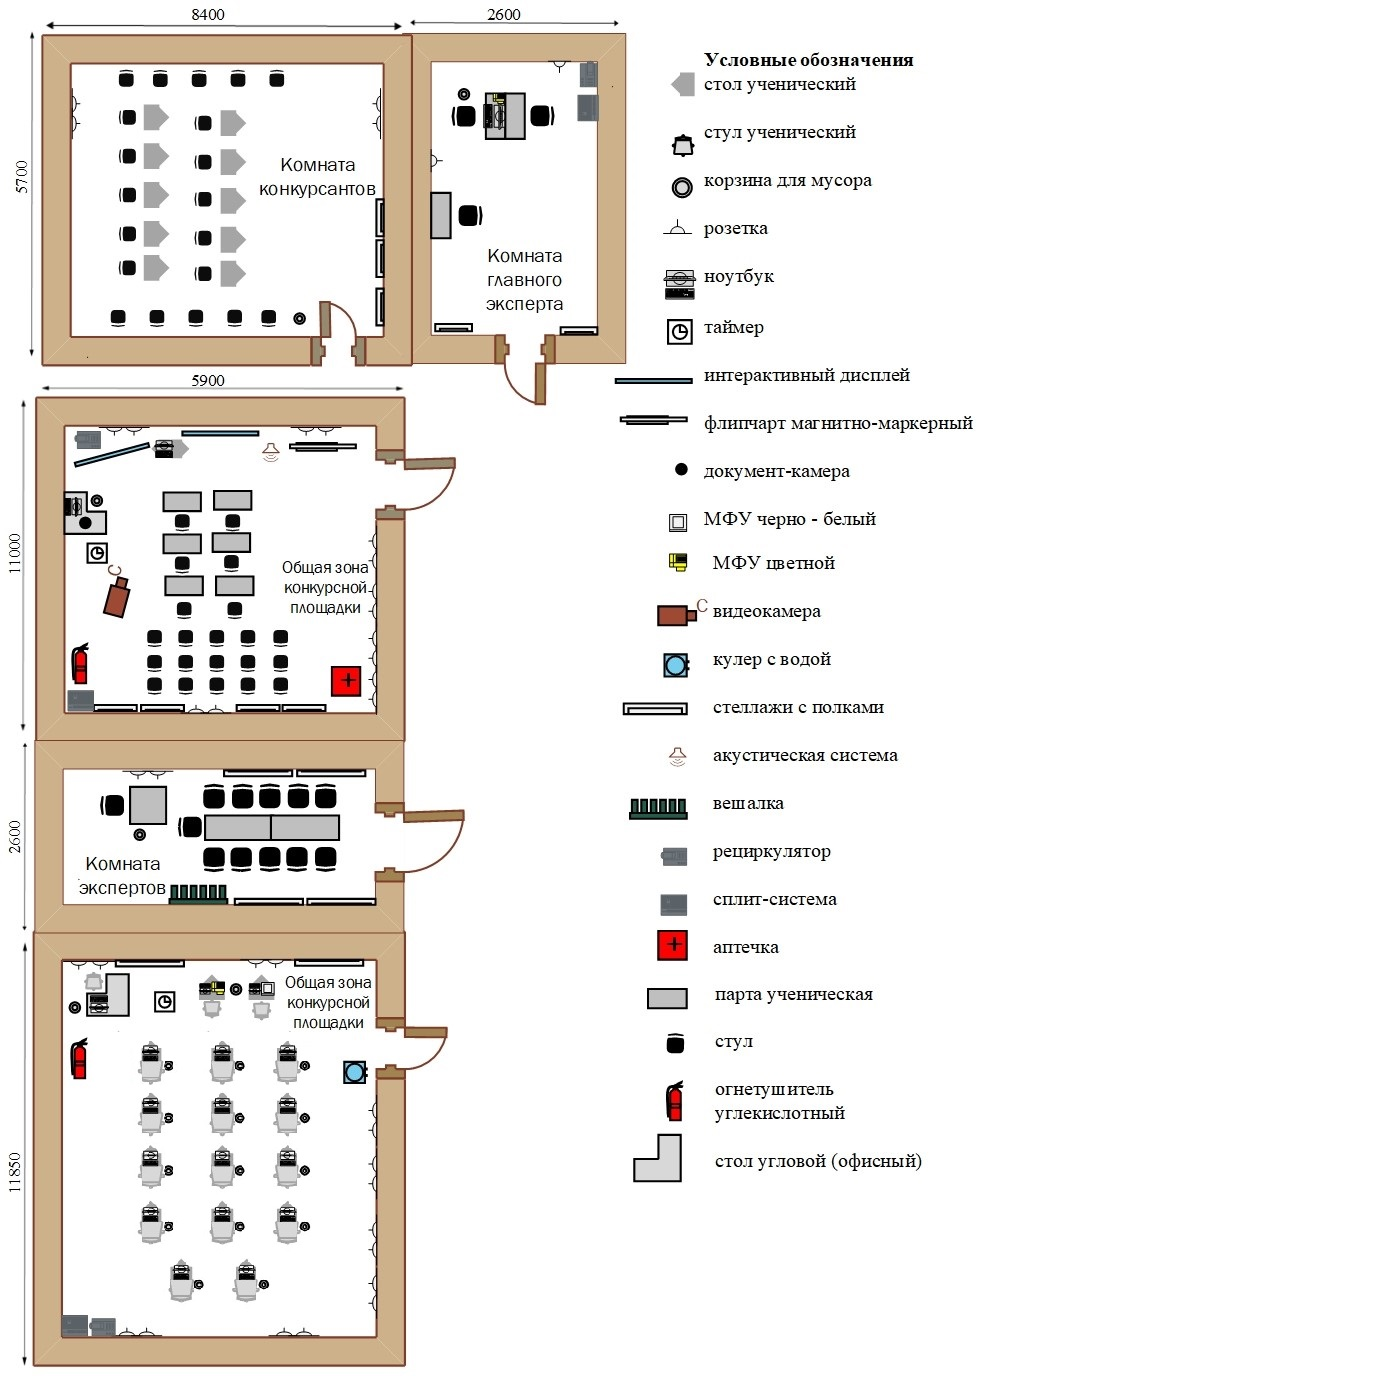 8400
2600
5700
Комната
конкурсантов
Комната
главного
эксперта
5900
11000
С
Общая зона
конкурсной
площадки
2600
Комната
экспертов
11850
Общая зона
конкурсной
площадки
Условные обозначения
стол ученический
стул ученический
корзина для мусора
розетка
ноутбук
таймер
интерактивный дисплей
флипчарт магнитно-маркерный
документ-камера
МФУ черно - белый
МФУ цветной
С
видеокамера
кулер с водой
стеллажи с полками
акустическая система
вешалка
рециркулятор
сплит-система
аптечка
парта ученическая
стул
огнетушитель
углекислотный
стол угловой (офисный)